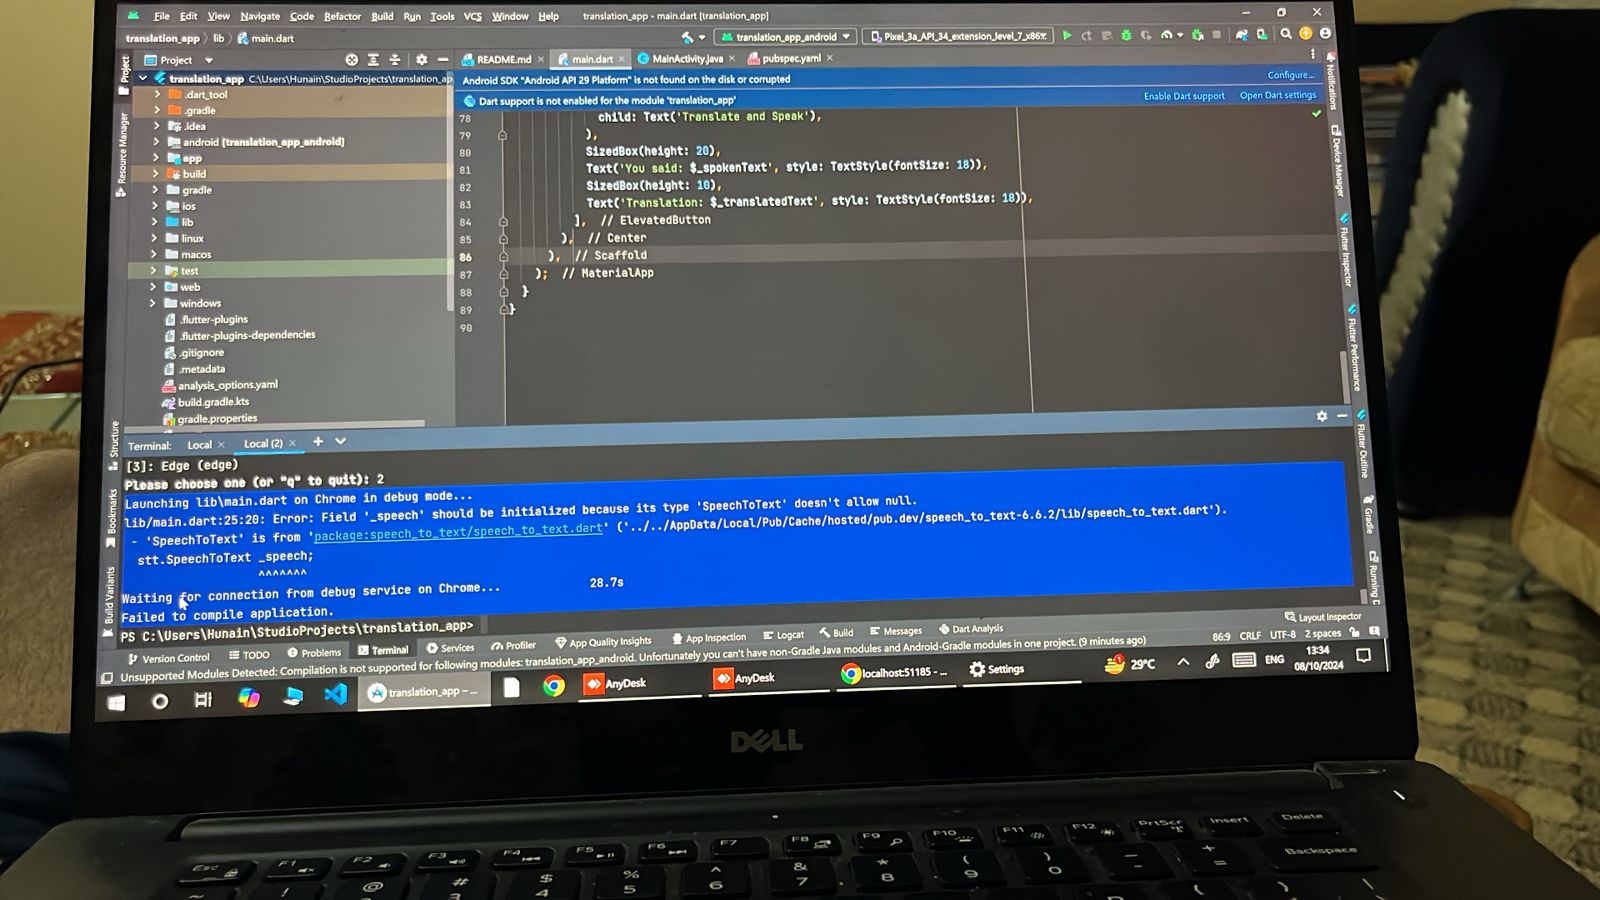 File Edit View Navigate Code Refactor Build Run Tools VCS Window Help translation_app - main.dart [translation_app]
translation_app lib main.dart translation_app_android Pixel_3a_API_34_extension_level_7_x86
Project README.md main.dart MainActivity.java pubspec.yaml
translation_app C:\Users\Hunain\StudioProjects\translation_ap
.dart_tool
.gradle
.idea
android [translation_app_android]
app
build
gradle
ios
lib
linux
macos
test
web
windows
.flutter-plugins
.flutter-plugins-dependencies
.gitignore
.metadata
analysis_options.yaml
build.gradle.kts
gradle.properties
Android SDK "Android API 29 Platform" is not found on the disk or corrupted Configure...
Dart support is not enabled for the module 'translation_app' Enable Dart support Open Dart settings
78 child: Text('Translate and Speak'),
79 ),
80 SizedBox(height: 20),
81 Text('You said: $_spokenText', style: TextStyle(fontSize: 18)),
82 SizedBox(height: 10),
83 Text('Translation: $_translatedText', style: TextStyle(fontSize: 18)),
84 ], // ElevatedButton
85 ), // Center
86 ), // Scaffold
87 ); // MaterialApp
88 }
89 }
90
Project
Resource Manager
Structure
Bookmarks
Build Variants
Notifications
Device Manager
Flutter Inspector
Flutter Performance
Flutter Outline
Gradle
Running D
Terminal: Local Local (2)
[3]: Edge (edge)
Please choose one (or "q" to quit): 2
Launching lib\main.dart on Chrome in debug mode...
lib/main.dart:25:20: Error: Field '_speech' should be initialized because its type 'SpeechToText' doesn't allow null.
- 'SpeechToText' is from 'package:speech_to_text/speech_to_text.dart' ('../../AppData/Local/Pub/Cache/hosted/pub.dev/speech_to_text-6.6.2/lib/speech_to_text.dart').
stt.SpeechToText _speech;
^^^^^^^
Waiting for connection from debug service on Chrome... 28.7s
Failed to compile application.
PS C:\Users\Hunain\StudioProjects\translation_app>
Layout Inspector
Version Control TODO Problems Terminal Services Profiler App Quality Insights App Inspection Logcat Build Messages Dart Analysis
Unsupported Modules Detected: Compilation is not supported for following modules: translation_app_android. Unfortunately you can't have non-Gradle Java modules and Android-Gradle modules in one project. (9 minutes ago) 86:9 CRLF UTF-8 2 spaces
translation_app – ... AnyDesk AnyDesk localhost:51185 - ... Settings 29°C ENG 13:34
08/10/2024
DELL
Esc F1 F2 F3 F4 F5 F6 F7 F8 F9 F10 F11 F12 PrtScr Insert Delete
~ ! @ # $ % ^ & * ( ) _ + Backspace
3 4 5 6 7 8 9 0 - =